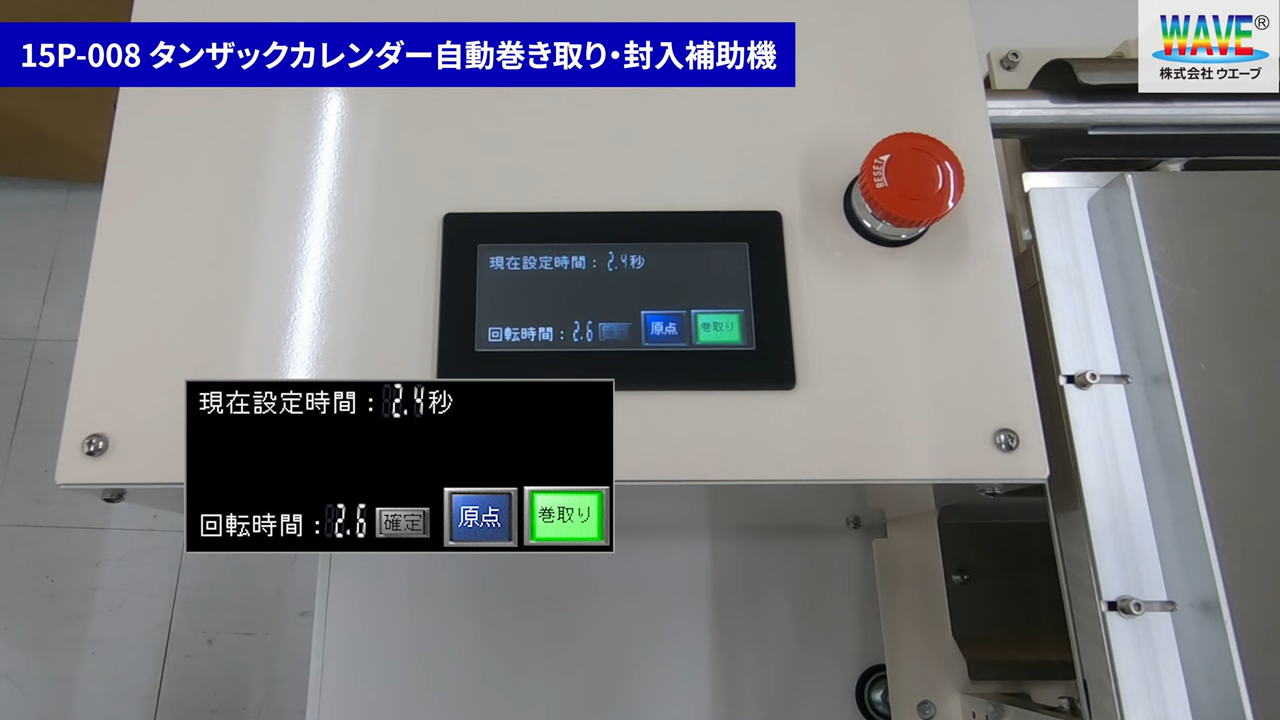 15P-008 タンザックカレンダー自動巻き取り・封入補助機
WAVE®
株式会社 ウエーブ
RESET
現在設定時間：2.4秒
回転時間：2.6
原点
巻取り
現在設定時間：2.4秒
回転時間：2.6 確定
原点
巻取り